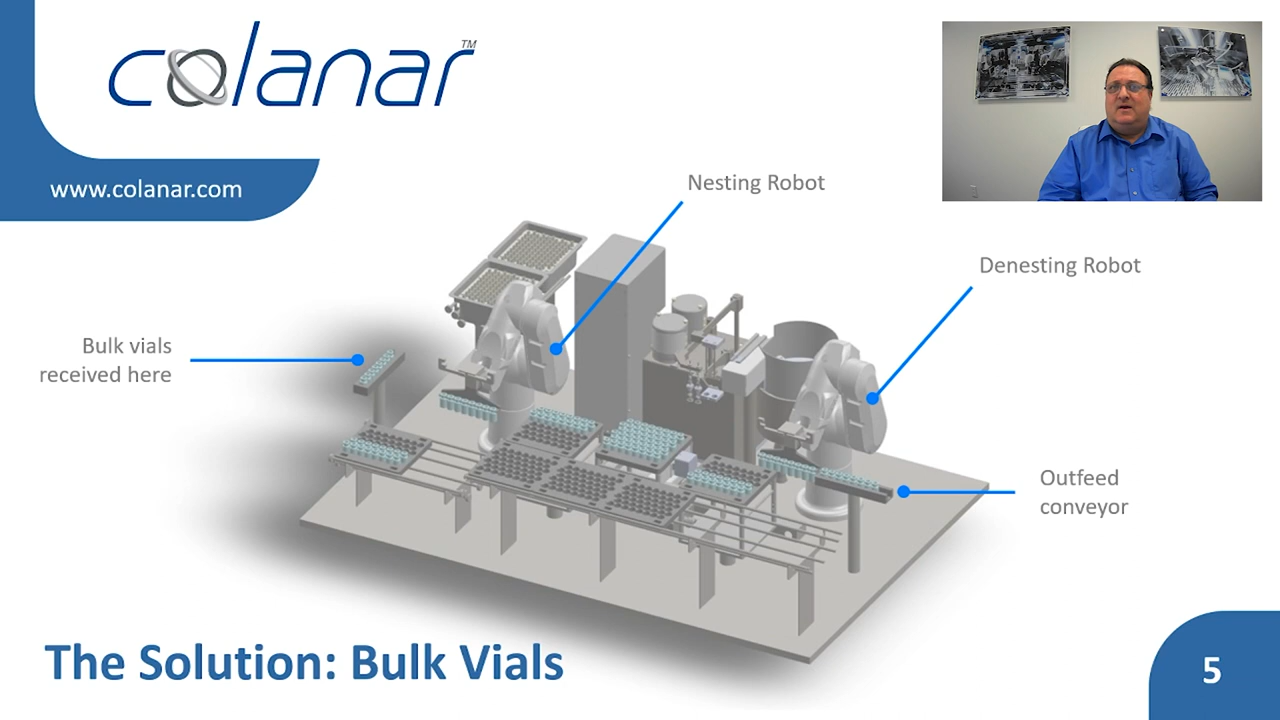 colanar™
www.colanar.com
Nesting Robot
Denesting Robot
Bulk vials
received here
Outfeed
conveyor
The Solution: Bulk Vials
5